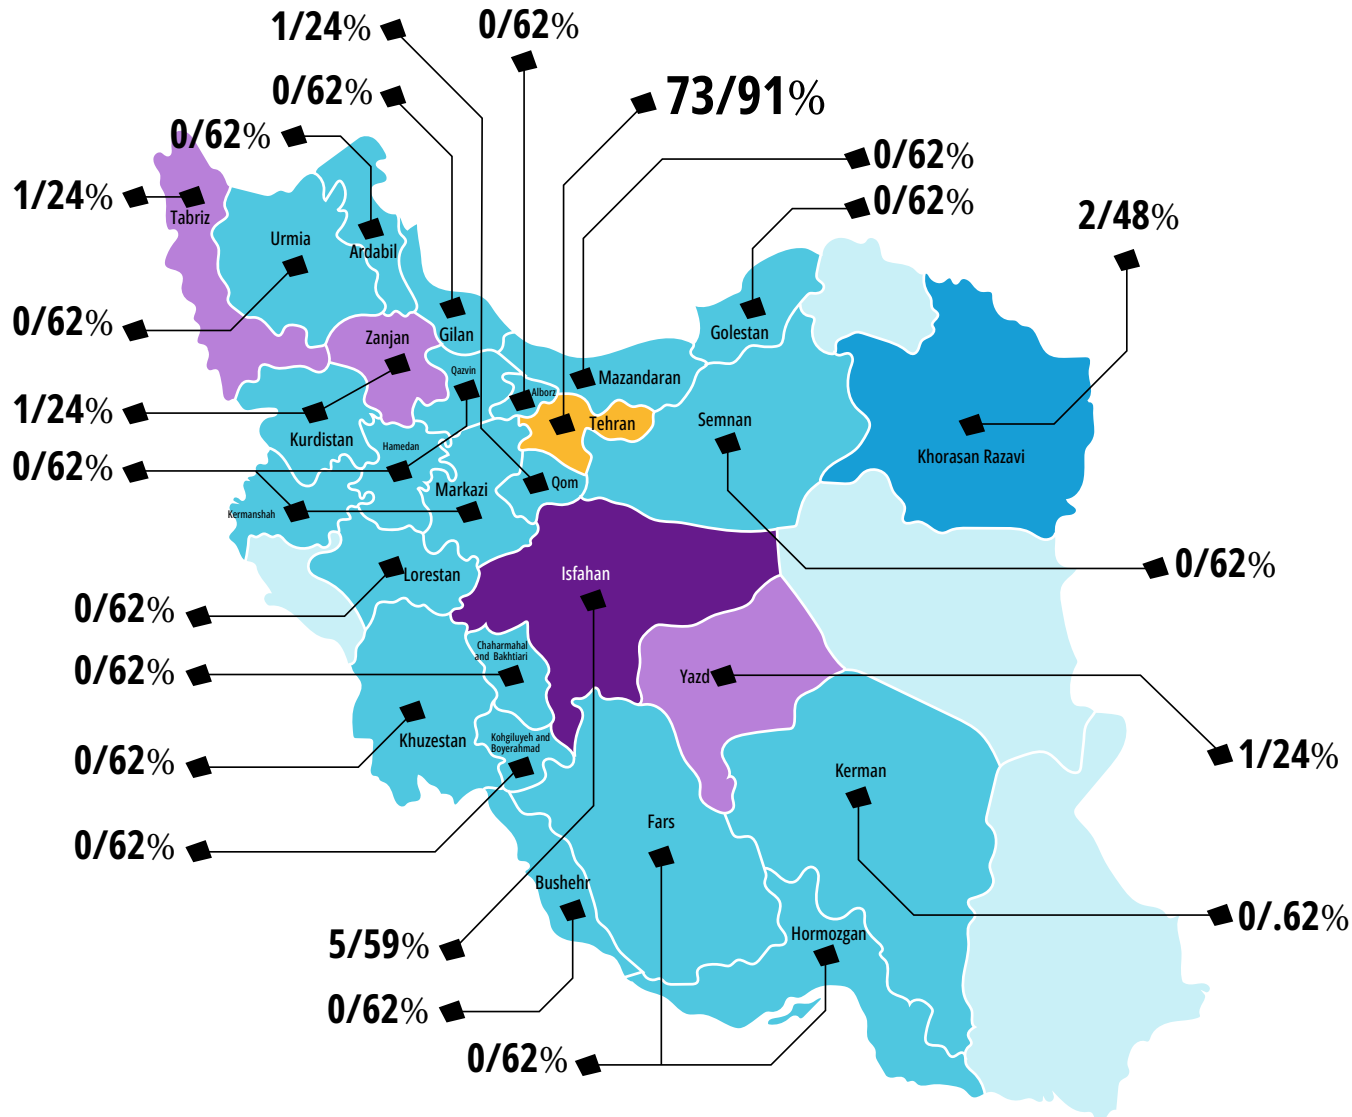 1/24%
0/62%
0/62%
73/91%
0/62%
0/62%
0/62%
1/24%
0/62%
2/48%
Tabriz
Urmia
Ardabil
0/62%
Zanjan
Gilan
Golestan
Qazvin
Alborz
Mazandaran
1/24%
Kurdistan
Tehran
Semnan
Hamedan
Khorasan Razavi
0/62%
Markazi
Qom
Kermanshah
Lorestan
Isfahan
0/62%
0/62%
Chaharmahal
and Bakhtiari
0/62%
Yazd
Khuzestan
Kohgiluyeh and
Boyerahmad
0/62%
1/24%
Kerman
0/62%
Fars
Bushehr
0/.62%
5/59%
Hormozgan
0/62%
0/62%